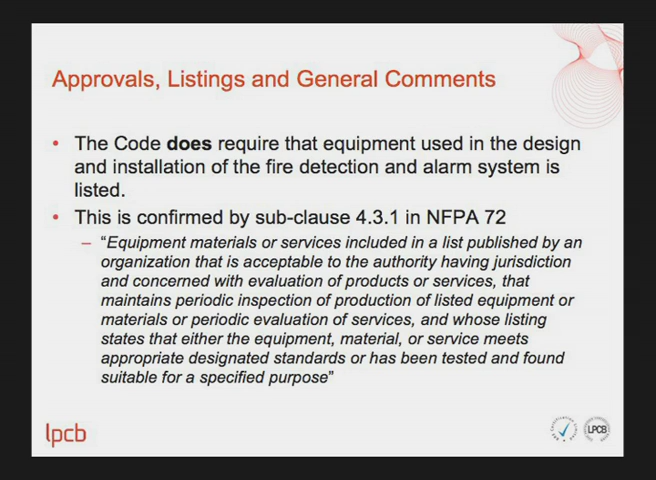 Approvals, Listings and General Comments
• The Code does require that equipment used in the design
and installation of the fire detection and alarm system is
listed.
• This is confirmed by sub-clause 4.3.1 in NFPA 72
– “Equipment materials or services included in a list published by an
organization that is acceptable to the authority having jurisdiction
and concerned with evaluation of products or services, that
maintains periodic inspection of production of listed equipment or
materials or periodic evaluation of services, and whose listing
states that either the equipment, material, or service meets
appropriate designated standards or has been tested and found
suitable for a specified purpose”
lpcb
LPCB